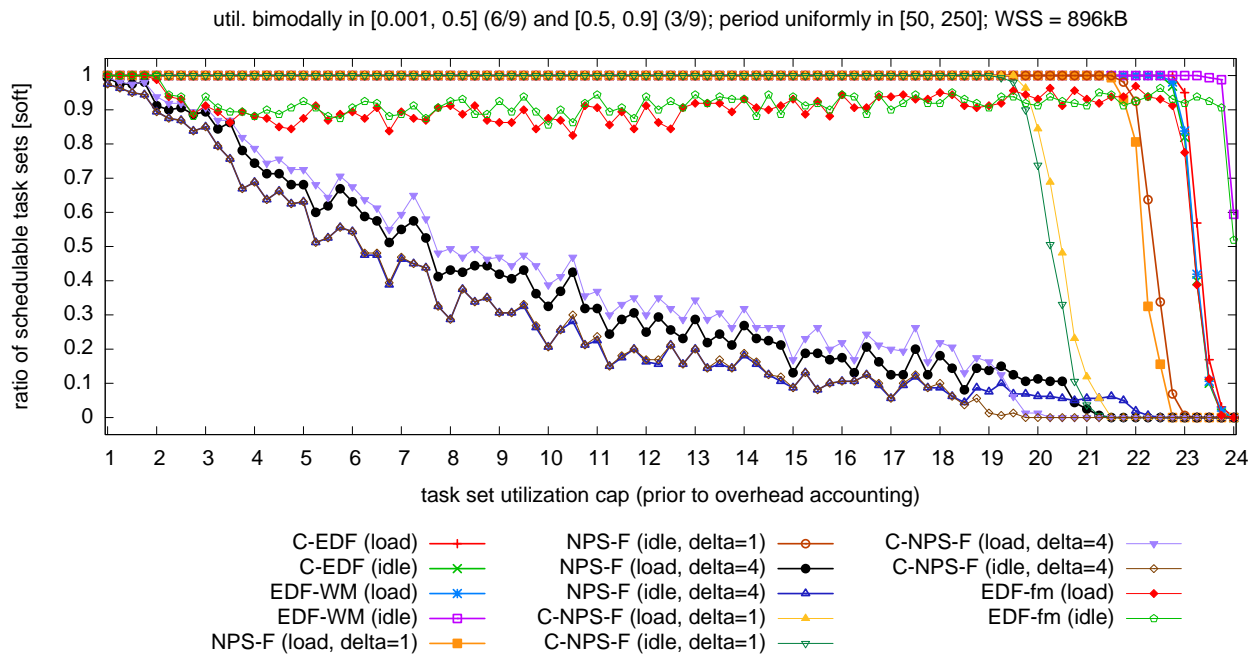 util. bimodally in [0.001, 0.5] (6/9) and [0.5, 0.9] (3/9); period uniformly in [50, 250]; WSS = 896kB
ratio of schedulable task sets [soft]
1
0.9
0.8
0.7
0.6
0.5
0.4
0.3
0.2
0.1
0
1 2 3 4 5 6 7 8 9 10 11 12 13 14 15 16 17 18 19 20 21 22 23 24
task set utilization cap (prior to overhead accounting)
C-EDF (load)
C-EDF (idle)
EDF-WM (load)
EDF-WM (idle)
NPS-F (load, delta=1)
NPS-F (idle, delta=1)
NPS-F (load, delta=4)
NPS-F (idle, delta=4)
C-NPS-F (load, delta=1)
C-NPS-F (idle, delta=1)
C-NPS-F (load, delta=4)
C-NPS-F (idle, delta=4)
EDF-fm (load)
EDF-fm (idle)